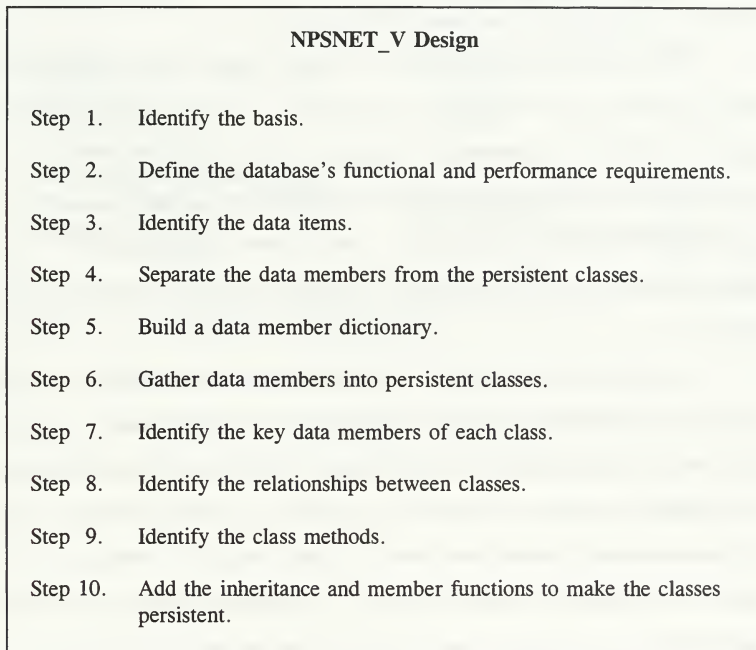 NPSNET_V Design
Step 1. Identify the basis.
Step 2. Define the database's functional and performance requirements.
Step 3. Identify the data items.
Step 4. Separate the data members from the persistent classes.
Step 5. Build a data member dictionary.
Step 6. Gather data members into persistent classes.
Step 7. Identify the key data members of each class.
Step 8. Identify the relationships between classes.
Step 9. Identify the class methods.
Step 10. Add the inheritance and member functions to make the classes
persistent.